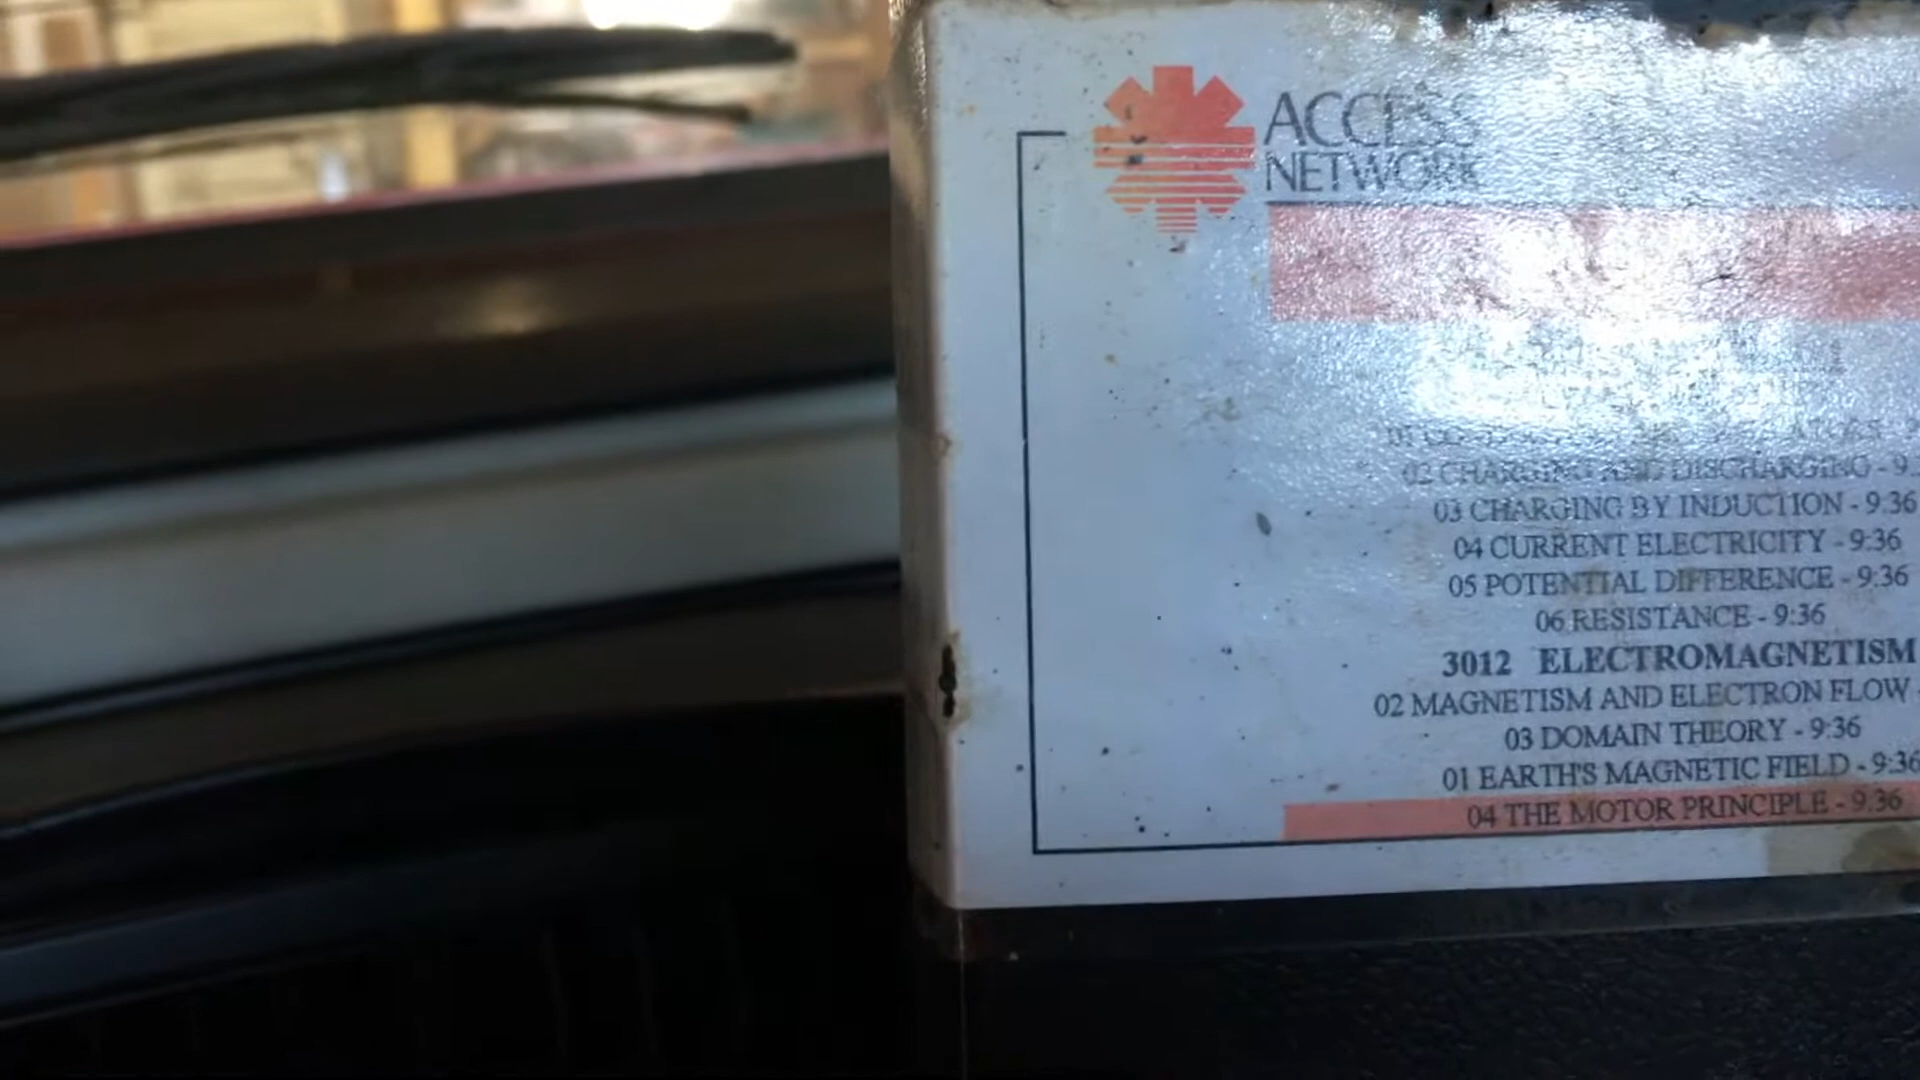 ACCESS
NETWORK
02 CHARGING AND DISCHARGING - 9:
03 CHARGING BY INDUCTION - 9:36
04 CURRENT ELECTRICITY - 9:36
05 POTENTIAL DIFFERENCE - 9:36
06 RESISTANCE - 9:36
3012 ELECTROMAGNETISM
02 MAGNETISM AND ELECTRON FLOW -
03 DOMAIN THEORY - 9:36
01 EARTH'S MAGNETIC FIELD - 9:36
04 THE MOTOR PRINCIPLE - 9:36